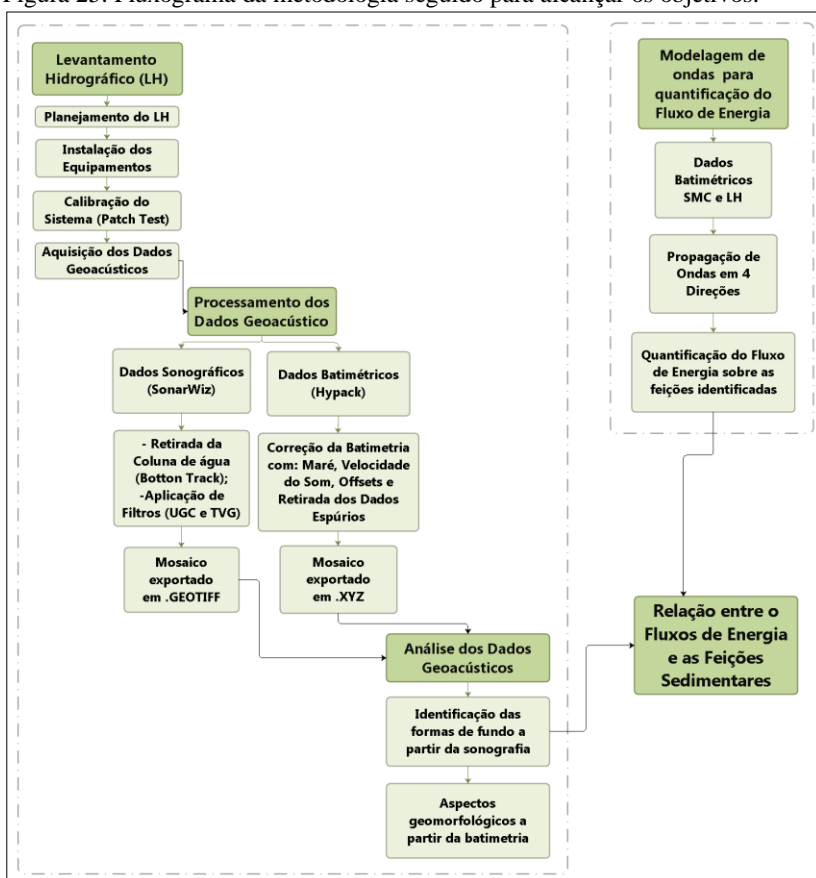 Figura 25: Fluxograma da metodologia seguido para alcançar os objetivos.
Levantamento
Hidrográfico (LH)
Planejamento do LH
Instalação dos
Equipamentos
Calibração do
Sistema (Patch Test)
Aquisição dos Dados
Geoacústicos
Processamento dos
Dados Geoacústico
Dados Sonográficos
(SonarWiz)
- Retirada da
Coluna de água
(Botton Track);
-Aplicação de
Filtros (UGC e TVG)
Mosaico
exportado
em .GEOTIFF
Dados Batimétricos
(Hypack)
Correção da Batimetria
com: Maré, Velocidade
do Som, Offsets e
Retirada dos Dados
Espúrios
Mosaico
exportado
em .XYZ
Análise dos Dados
Geoacústicos
Identificação das
formas de fundo a
partir da sonografia
Aspectos
geomorfológicos a
partir da batimetria
Modelagem de
ondas para
quantificação do
Fluxo de Energia
Dados
Batimétricos
SMC e LH
Propagação de
Ondas em 4
Direções
Quantificação do Fluxo
de Energia sobre as
feições identificadas
Relação entre o
Fluxos de Energia
e as Feições
Sedimentares